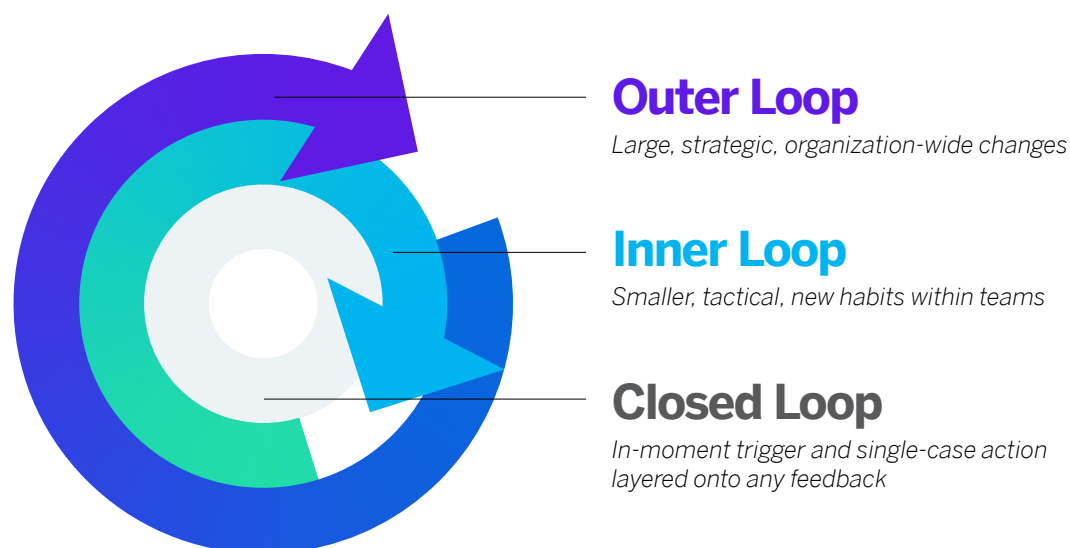 Outer Loop
Large, strategic, organization-wide changes
Inner Loop
Smaller, tactical, new habits within teams
Closed Loop
In-moment trigger and single-case action
layered onto any feedback